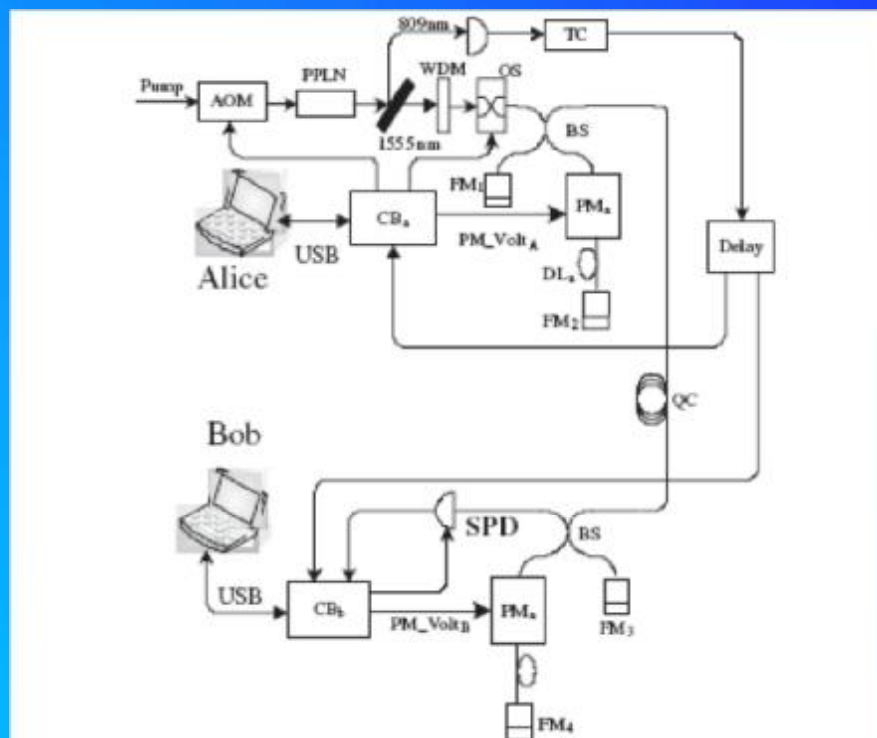 809nm
TC
WDM
OS
PPLN
Pump
AOM
BS
1555nm
FM1
PMa
CBa
PM_VoltA
Delay
USB
Alice
DLa
FM2
QC
Bob
SPD
BS
USB
CBb
PM_VoltB
PMa
FM3
FM4